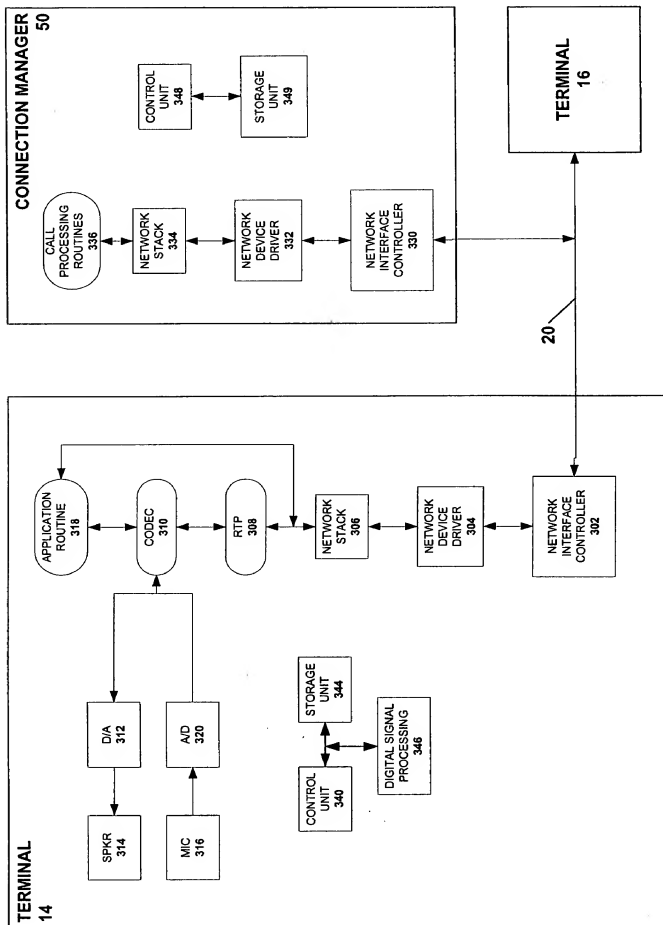 TERMINAL
14
SPKR
314
D/A
312
MIC
316
A/D
320
APPLICATION
ROUTINE
318
CODEC
310
RTP
308
NETWORK
STACK
306
NETWORK
DEVICE
DRIVER
304
NETWORK
INTERFACE
CONTROLLER
302
CONTROL
UNIT
340
STORAGE
UNIT
344
DIGITAL SIGNAL
PROCESSING
346
20
CONNECTION MANAGER
50
CALL
PROCESSING
ROUTINES
336
NETWORK
STACK
334
NETWORK
DEVICE
DRIVER
332
NETWORK
INTERFACE
CONTROLLER
330
CONTROL
UNIT
348
STORAGE
UNIT
349
TERMINAL
16